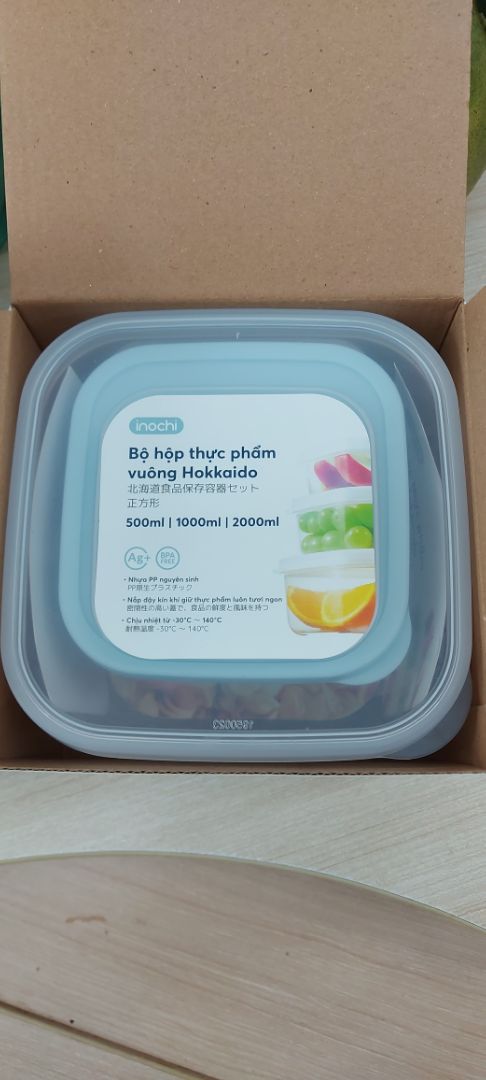 inochi
Bộ hộp thực phẩm
vuông Hokkaido
北海道食品保存容器セット
正方形
500ml | 1000ml | 2000ml
Ag+
BPA
FREE
• Nhựa PP nguyên sinh
PP原生プラスチック
• Nắp đậy kín khí giữ thực phẩm luôn tươi ngon
密閉性の高い蓋で、食品の鮮度と風味を持つ
• Chịu nhiệt từ -30°C ~ 140°C
耐熱温度 -30°C ~ 140°C